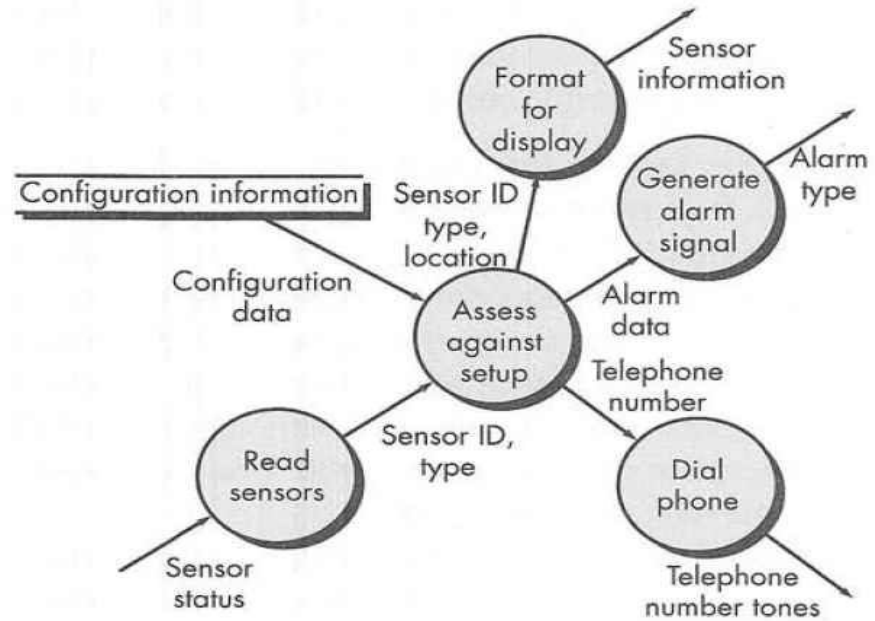 Format
for
display
Sensor
information
Generate
alarm
signal
Alarm
type
Configuration information
Sensor ID
type,
location
Configuration
data
Assess
against
setup
Alarm
data
Telephone
number
Read
sensors
Sensor ID,
type
Dial
phone
Sensor
status
Telephone
number tones